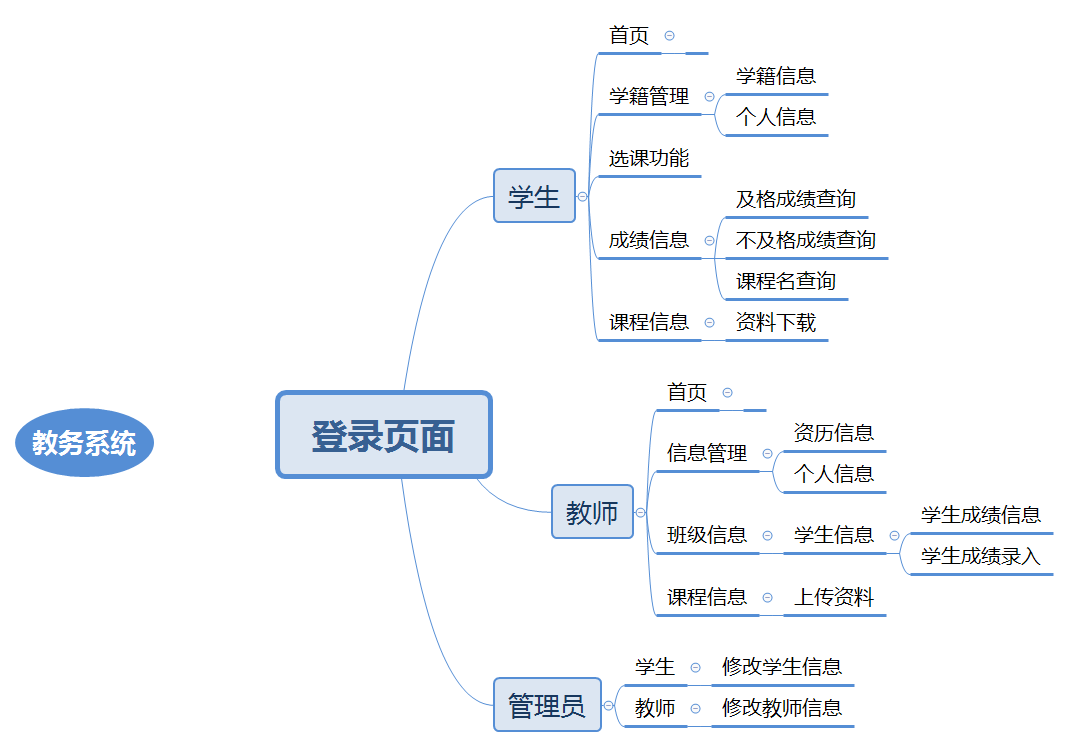 教务系统
登录页面
学生
首页
学籍管理
学籍信息
个人信息
选课功能
成绩信息
及格成绩查询
不及格成绩查询
课程名查询
课程信息
资料下载
教师
首页
信息管理
资历信息
个人信息
班级信息
学生信息
学生成绩信息
学生成绩录入
课程信息
上传资料
管理员
学生
修改学生信息
教师
修改教师信息